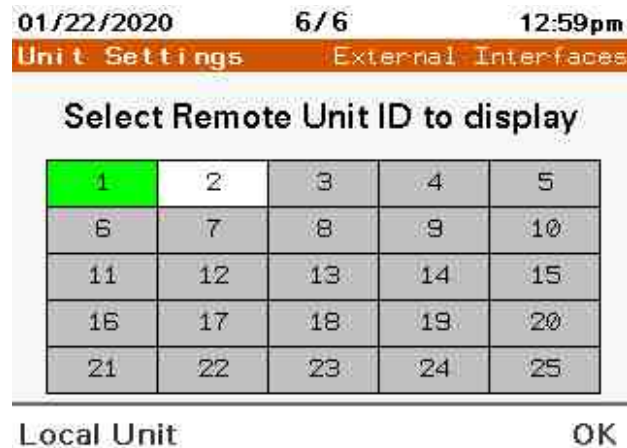 01/22/2020 6/6 12:59pm
Unit Settings External Interfaces
Select Remote Unit ID to display
1 2 3 4 5
6 7 8 9 10
11 12 13 14 15
16 17 18 19 20
21 22 23 24 25
Local Unit OK